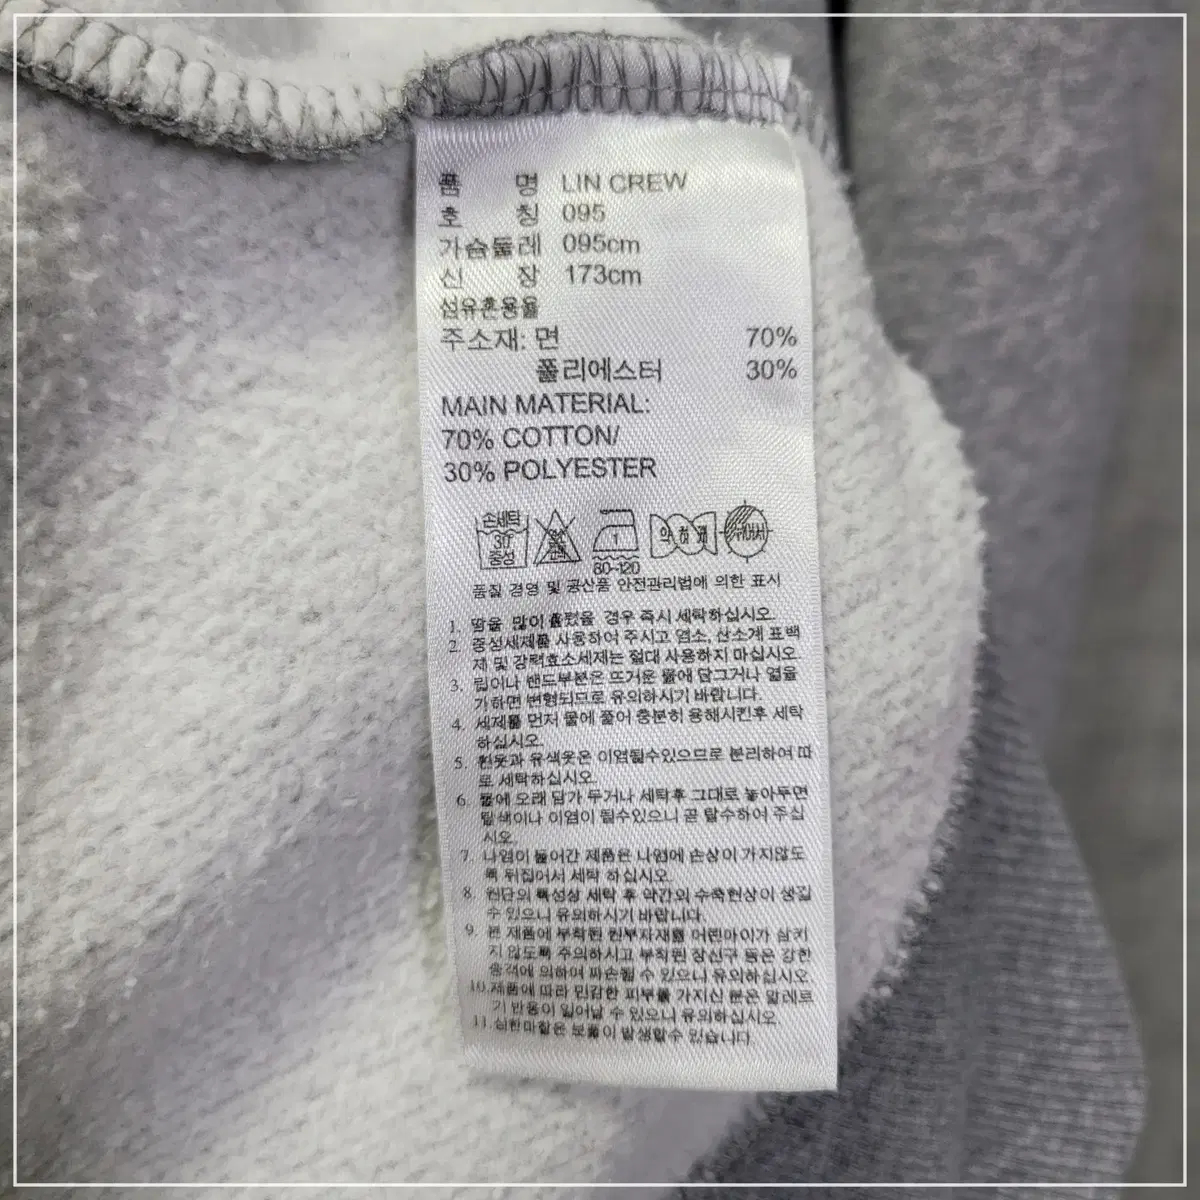 품 명 LIN CREW
호 칭 095
가슴둘레 095cm
신 장 173cm
섬유혼용율
주소재: 면 70%
폴리에스터 30%
MAIN MATERIAL:
70% COTTON/
30% POLYESTER
손세탁 30 중성 1 80-120 약하게 뉘어서
품질 경영 및 공산품 안전관리법에 의한 표시
1. 땀을 많이 흘렸을 경우 즉시 세탁하십시오.
2. 중성세제를 사용하여 주시고 염소, 산소계 표백
제 및 강력효소세제는 절대 사용하지 마십시오.
3. 립이나 밴드부분은 뜨거운 물에 담그거나 열을
가하면 변형되므로 유의하시기 바랍니다.
4. 세제를 먼저 물에 풀어 충분히 용해시킨후 세탁
하십시오.
5. 흰옷과 유색옷은 이염될수있으므로 분리하여 따
로 세탁하십시오.
6. 물에 오래 담가 두거나 세탁후 그대로 놓아두면
탈색이나 이염이 될수있으니 곧 탈수하여 주십
시오.
7. 나염이 들어간 제품은 나염에 손상이 가지않도
록 뒤집어서 세탁 하십시오.
8. 원단의 특성상 세탁 후 약간의 수축현상이 생길
수 있으니 유의하시기 바랍니다.
9. 본 제품에 부착된 원부자재를 어린아이가 삼키
지 않도록 주의하시고 부착된 장신구 등은 강한
충격에 의하여 파손될 수 있으니 유의하십시오
10. 제품에 따라 민감한 피부를 가지신 분은 알레르
기 반응이 일어날 수 있으니 유의하십시오.
11. 심한마찰은 보풀이 발생할수 있습니다